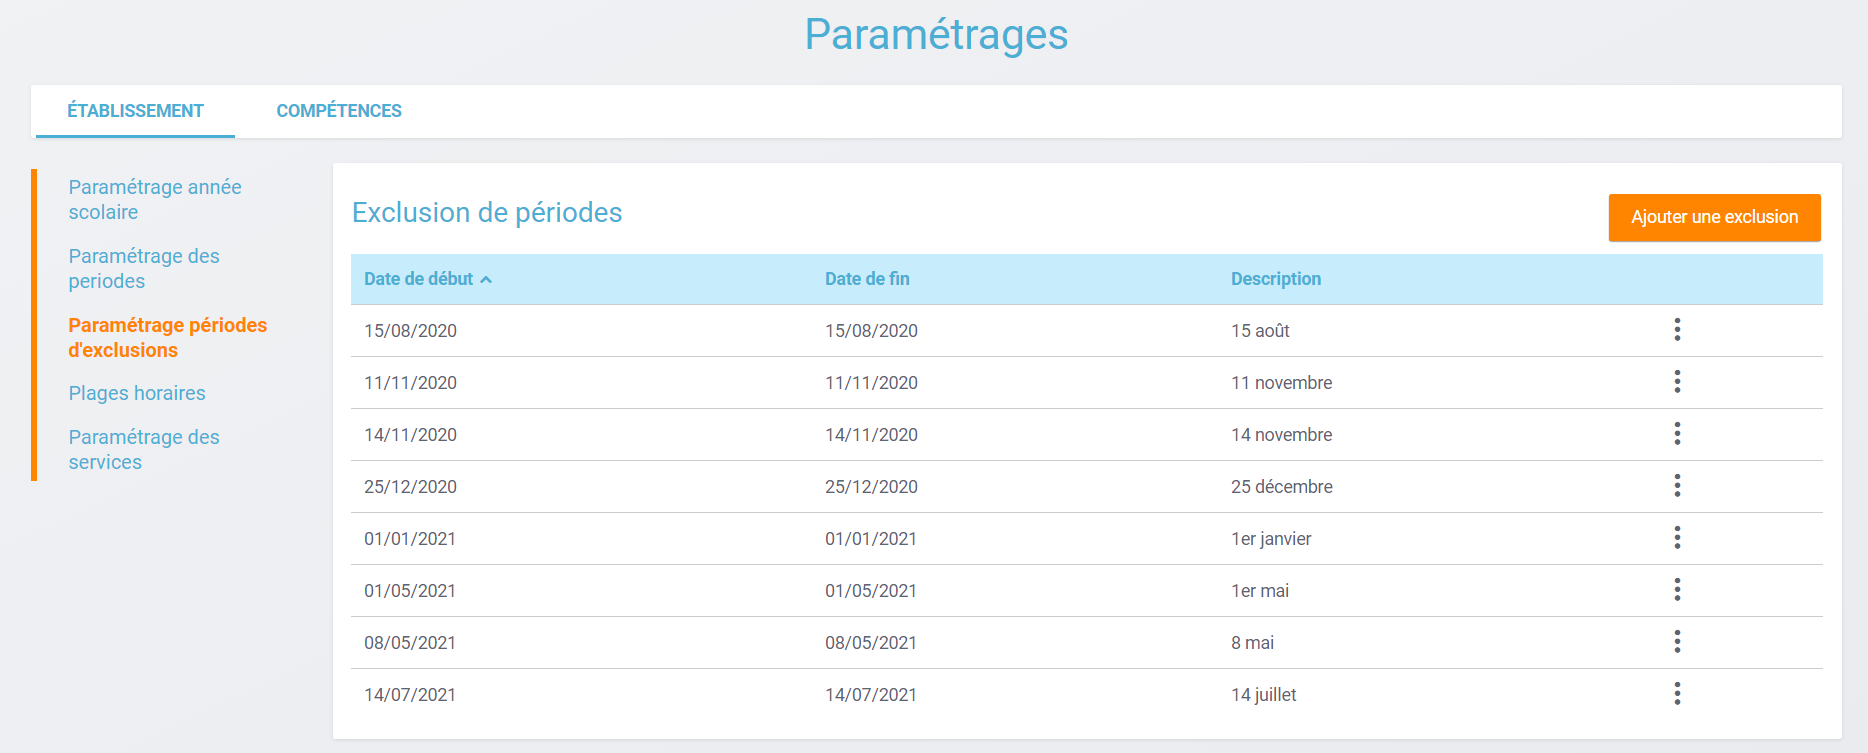 Paramétrages
ÉTABLISSEMENT COMPÉTENCES
Paramétrage année
scolaire
Paramétrage des
periodes
Paramétrage périodes
d'exclusions
Plages horaires
Paramétrage des
services
Exclusion de périodes
Ajouter une exclusion
Date de début Date de fin Description
15/08/2020 15/08/2020 15 août
11/11/2020 11/11/2020 11 novembre
14/11/2020 14/11/2020 14 novembre
25/12/2020 25/12/2020 25 décembre
01/01/2021 01/01/2021 1er janvier
01/05/2021 01/05/2021 1er mai
08/05/2021 08/05/2021 8 mai
14/07/2021 14/07/2021 14 juillet